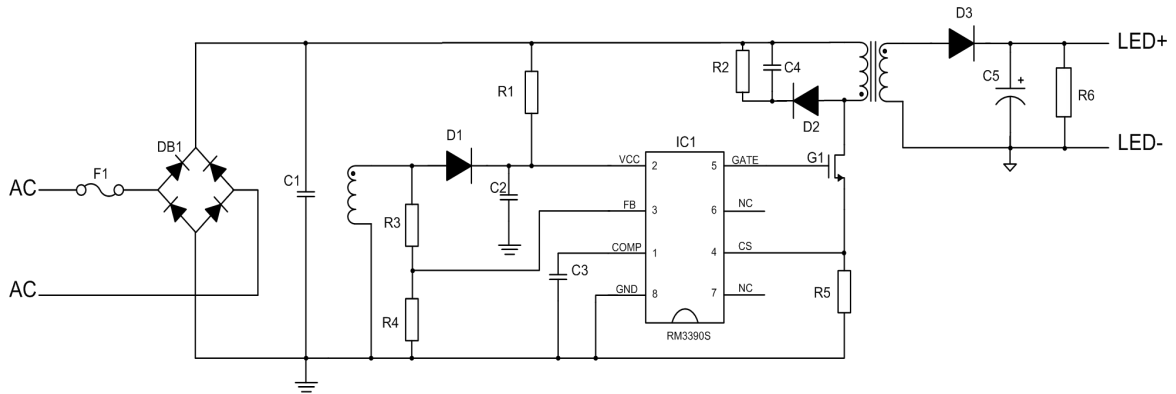 D3
LED+
R2
C4
C5
+
R6
R1
D2
D1
IC1
LED-
DB1
VCC
2
5
GATE
G1
F1
AC
C1
C2
R3
FB
3
6
NC
COMP
1
4
CS
C3
AC
GND
8
7
NC
R5
R4
RM3390S